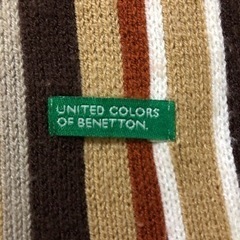 UNITED COLORS
OF BENETTON.